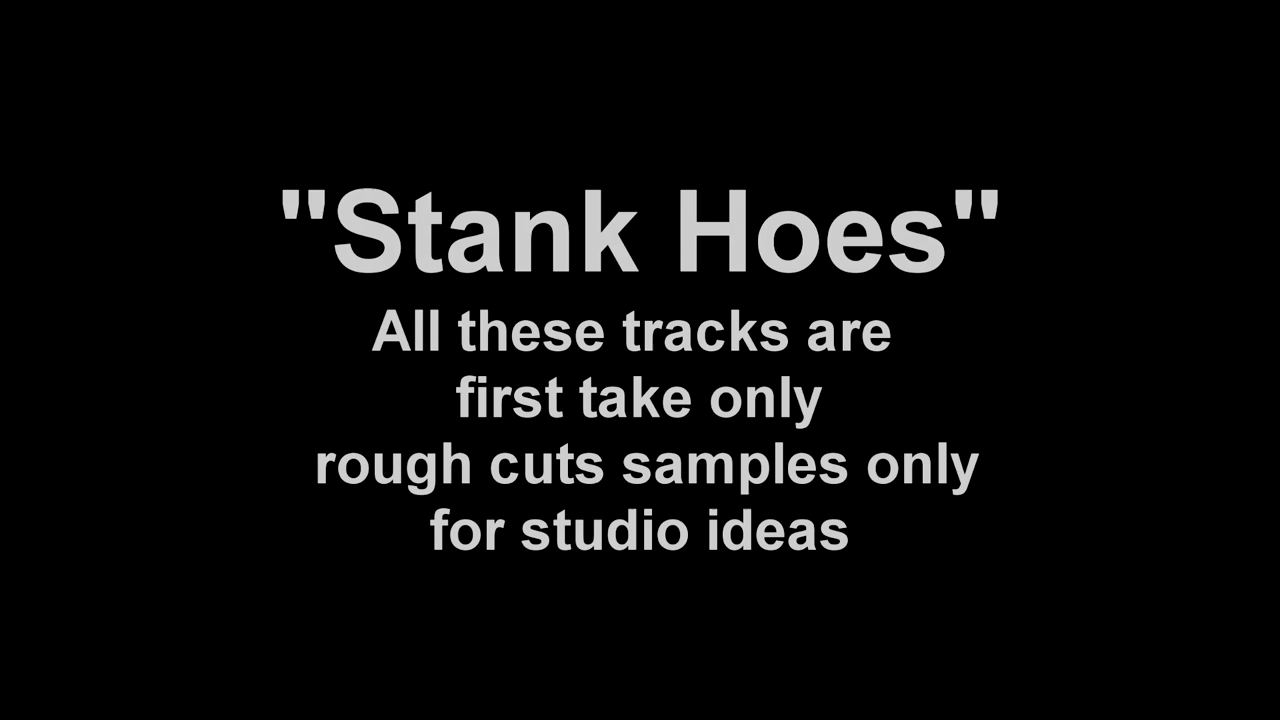 "Stank Hoes"
All these tracks are
first take only
rough cuts samples only
for studio ideas